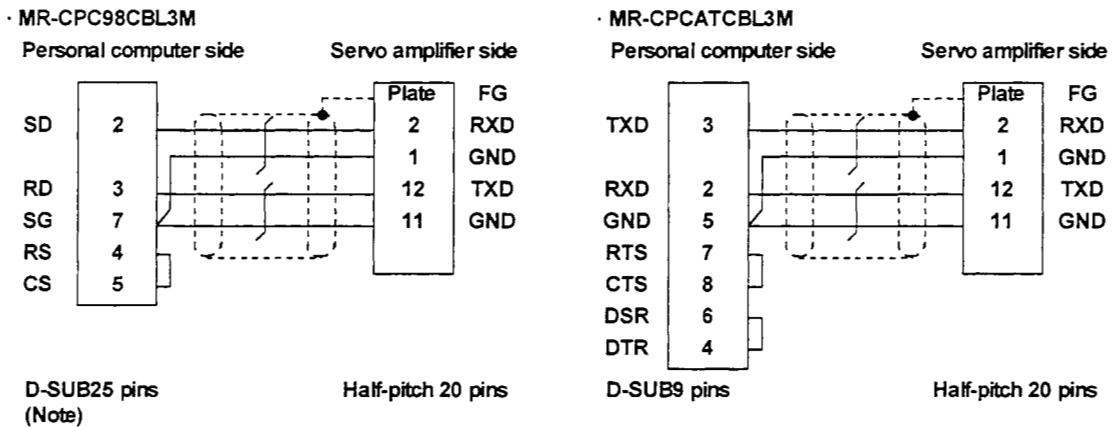 · MR-CPC98CBL3M
Personal computer side Servo amplifier side
Plate FG
SD 2 2 RXD
1 GND
RD 3 12 TXD
SG 7 11 GND
RS 4
CS 5
D-SUB25 pins Half-pitch 20 pins
(Note)
· MR-CPCATCBL3M
Personal computer side Servo amplifier side
Plate FG
TXD 3 2 RXD
1 GND
RXD 2 12 TXD
GND 5 11 GND
RTS 7
CTS 8
DSR 6
DTR 4
D-SUB9 pins Half-pitch 20 pins